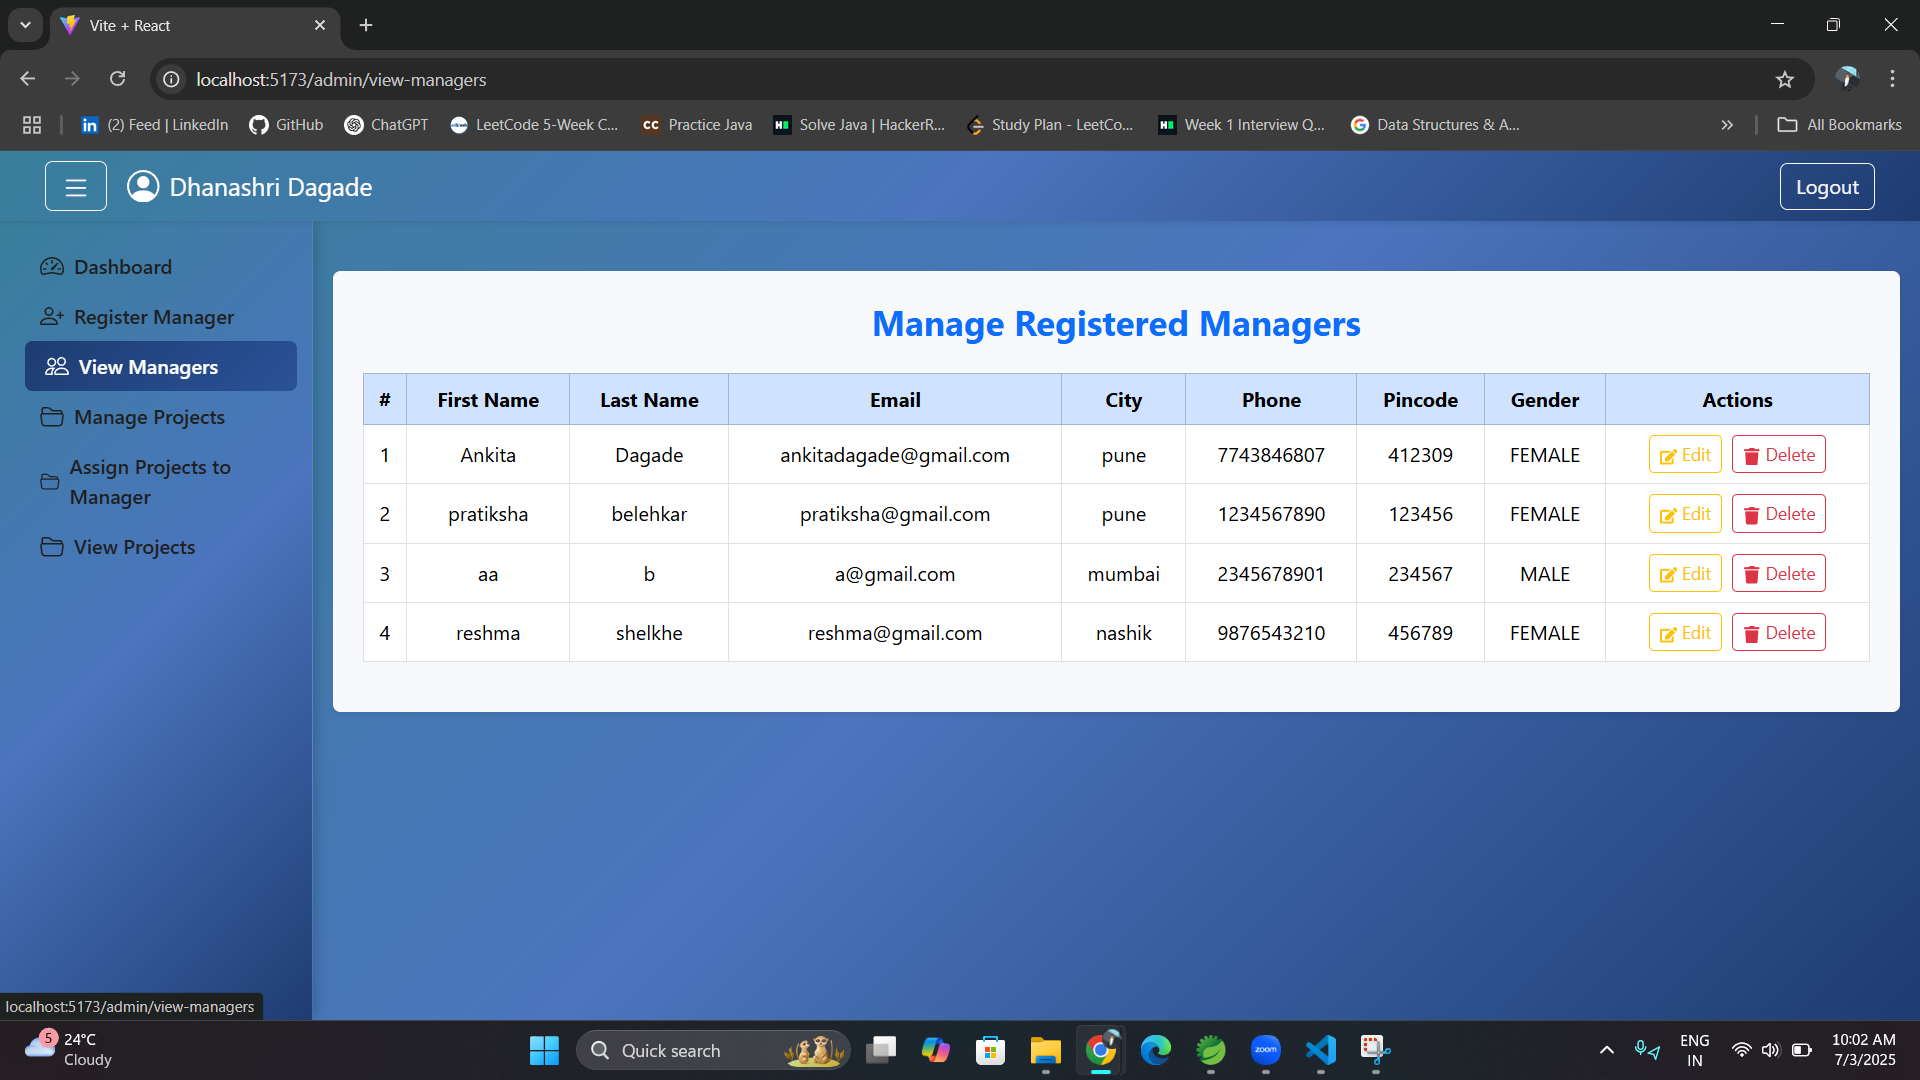 Vite + React
localhost:5173/admin/view-managers
(2) Feed | LinkedIn GitHub ChatGPT LeetCode 5-Week C... Practice Java Solve Java | HackerR... Study Plan - LeetCo... Week 1 Interview Q... Data Structures & A... » All Bookmarks
Dhanashri Dagade
Logout
Dashboard
Register Manager
View Managers
Manage Projects
Assign Projects to
Manager
View Projects
Manage Registered Managers
# First Name Last Name Email City Phone Pincode Gender Actions
1 Ankita Dagade ankitadagade@gmail.com pune 7743846807 412309 FEMALE Edit Delete
2 pratiksha belehkar pratiksha@gmail.com pune 1234567890 123456 FEMALE Edit Delete
3 aa b a@gmail.com mumbai 2345678901 234567 MALE Edit Delete
4 reshma shelkhe reshma@gmail.com nashik 9876543210 456789 FEMALE Edit Delete
localhost:5173/admin/view-managers
5
24°C
Cloudy
Quick search
zoom
ENG
IN
10:02 AM
7/3/2025